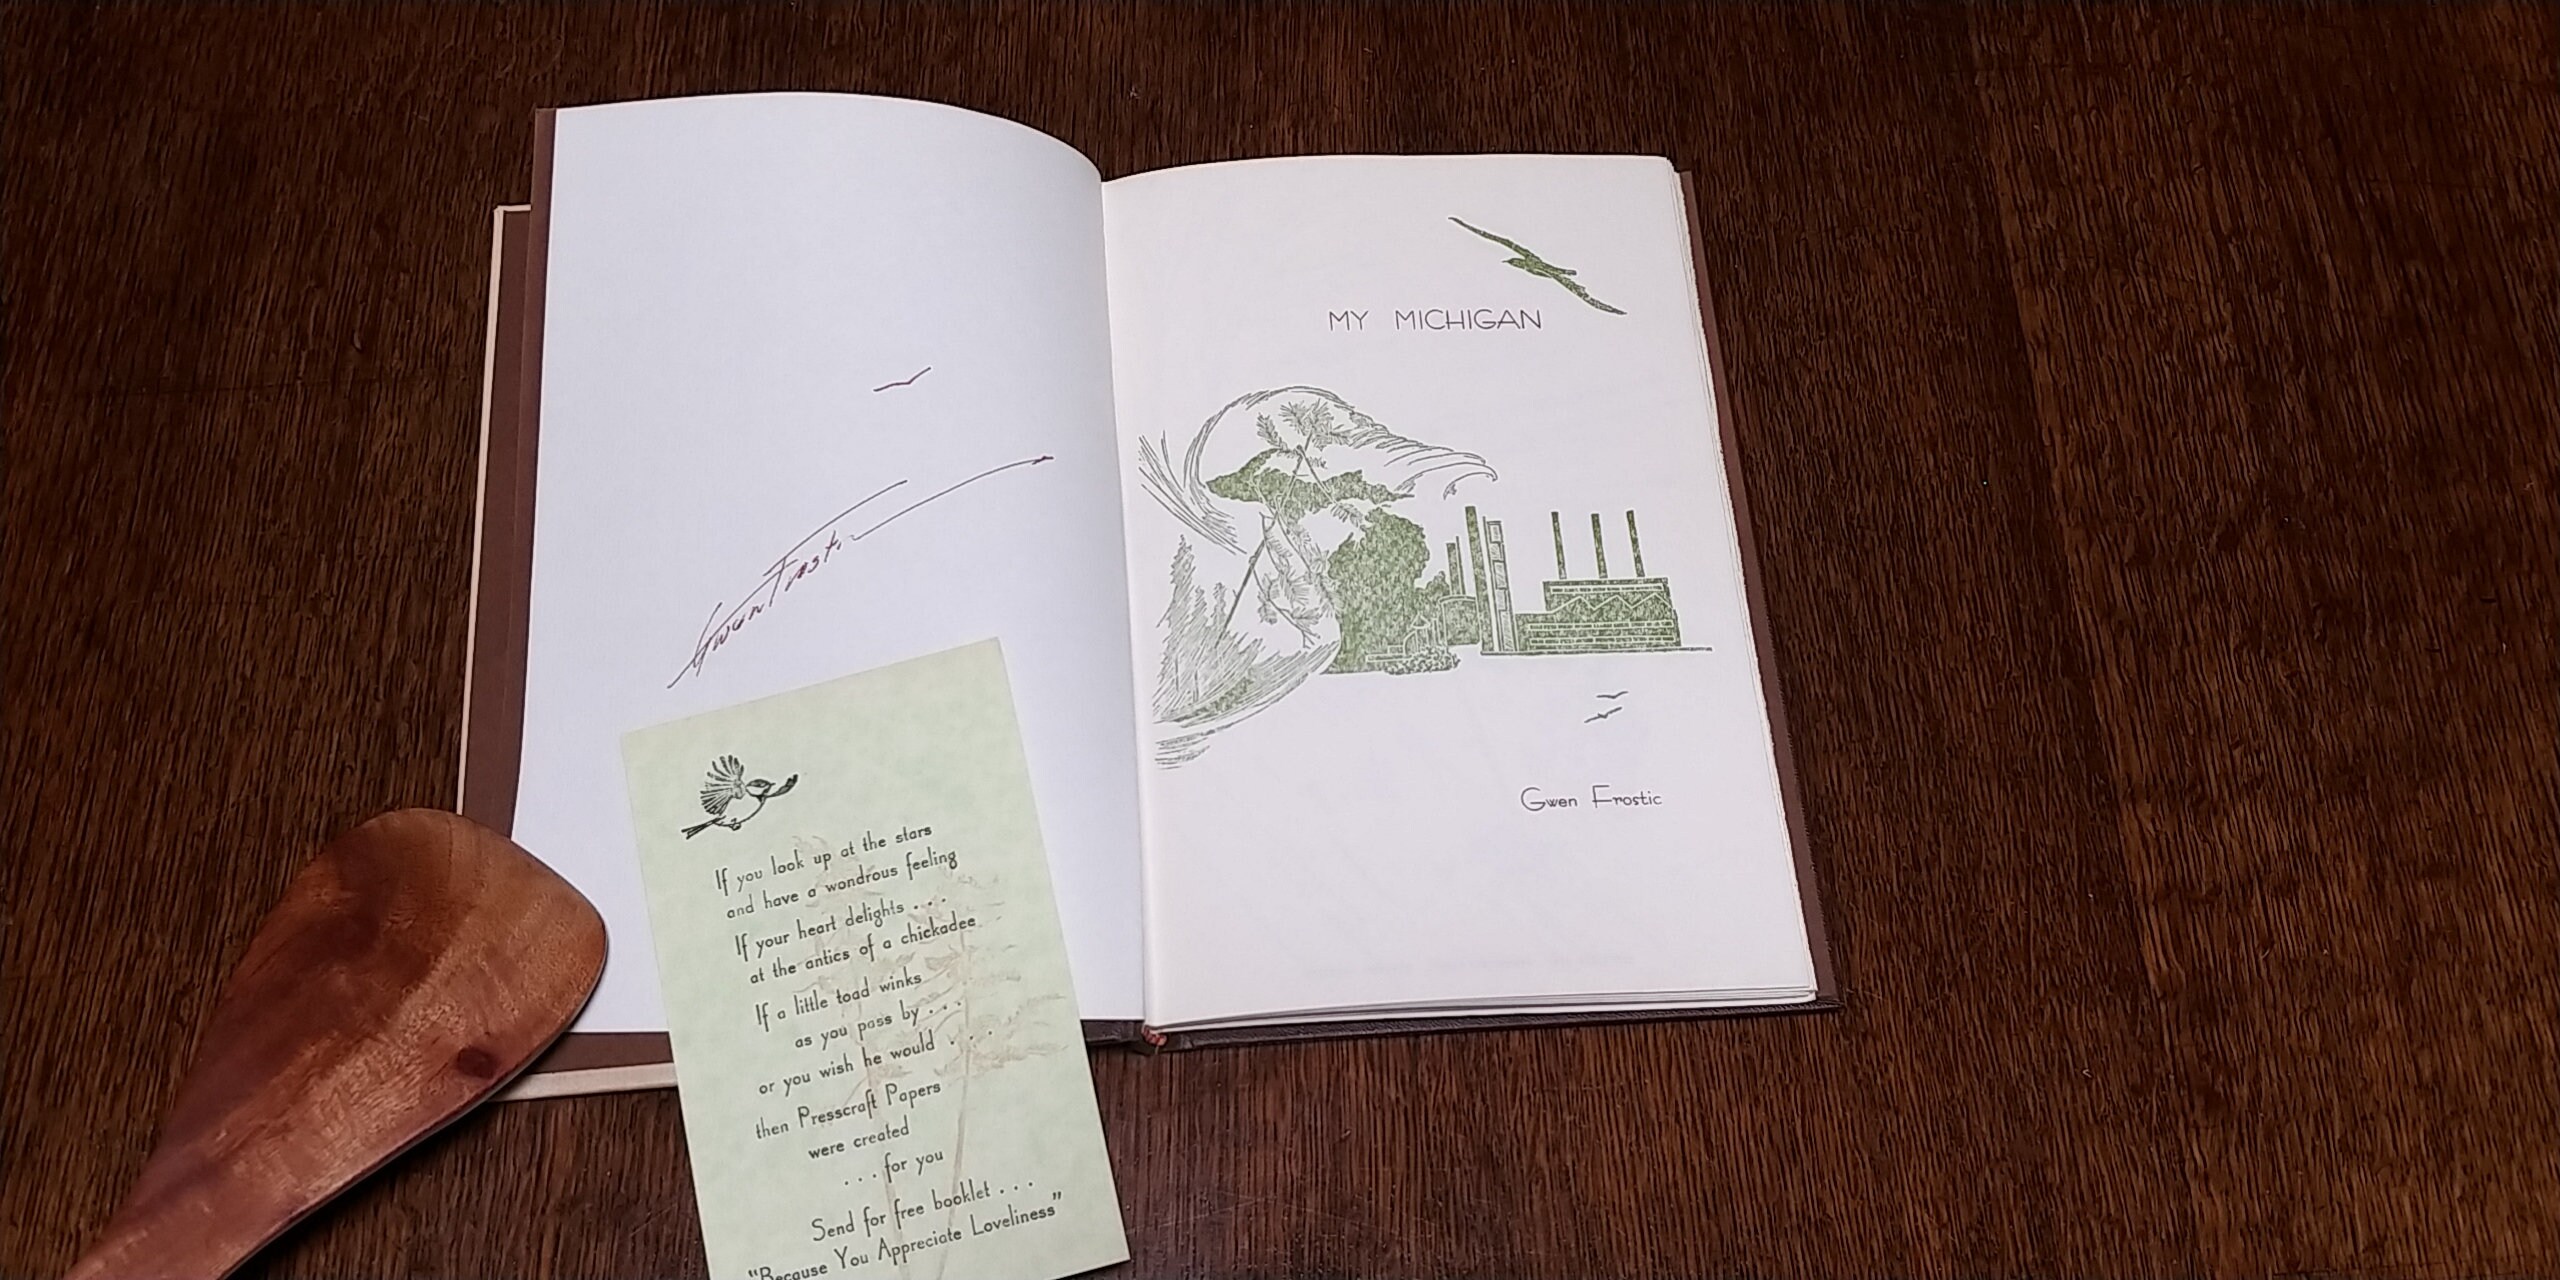 Gwen Frostic
MY MICHIGAN
Gwen Frostic
If you look up at the stars
and have a wondrous feeling
If your heart delights . . .
at the antics of a chickadee
If a little toad winks
as you pass by . . .
or you wish he would . . .
then Presscraft Papers
were created
. . . for you
Send for free booklet . . .
"Because You Appreciate Loveliness"